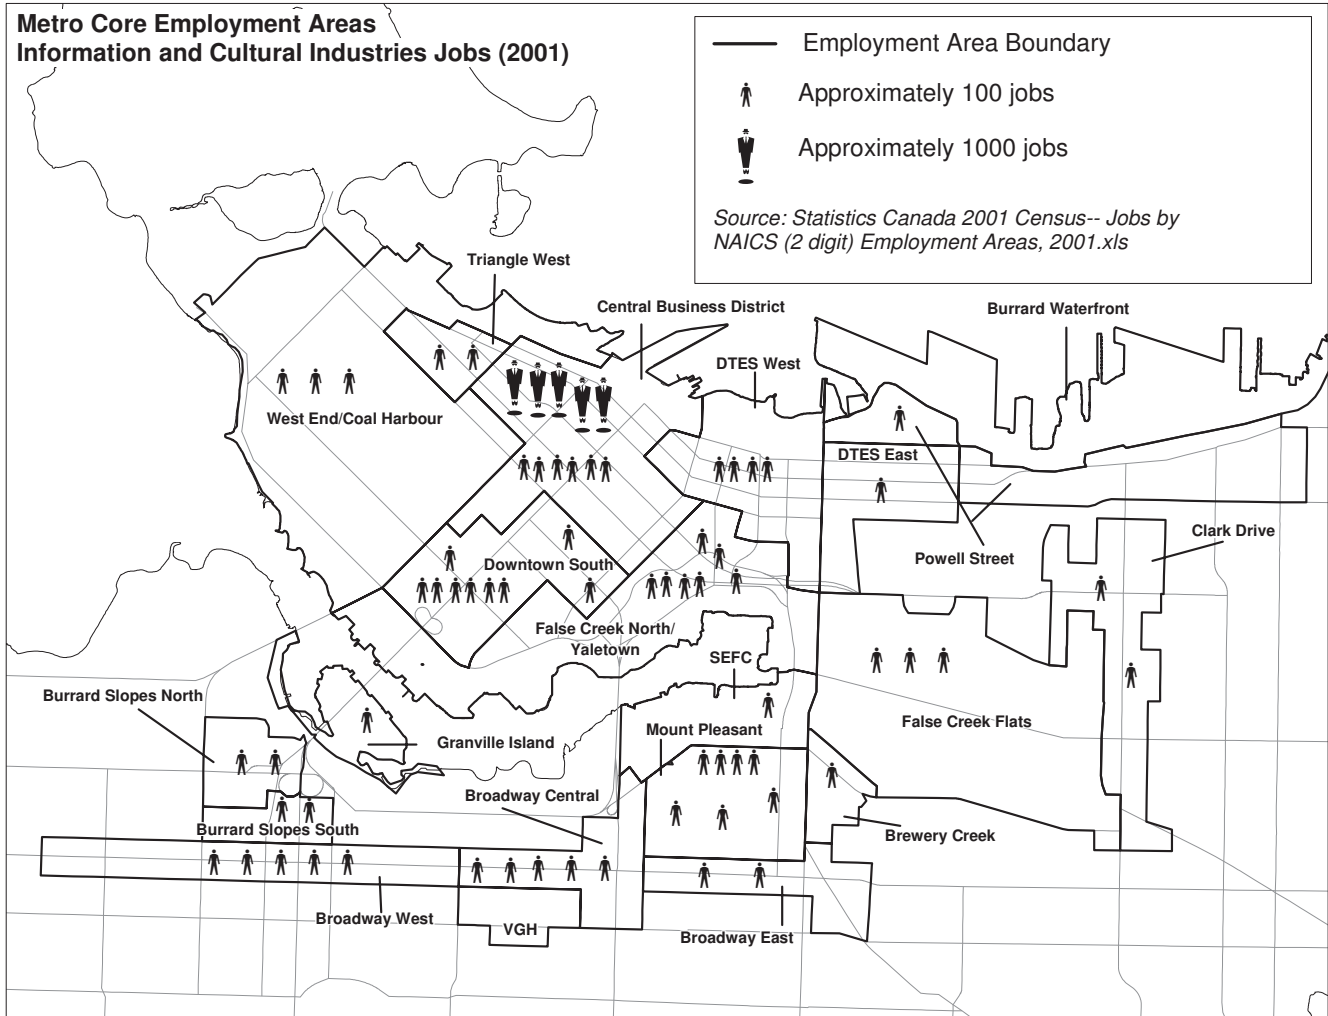 Metro Core Employment Areas
Information and Cultural Industries Jobs (2001)
Employment Area Boundary
Approximately 100 jobs
Approximately 1000 jobs
Source: Statistics Canada 2001 Census-- Jobs by
NAICS (2 digit) Employment Areas, 2001.xls
Triangle West
Central Business District
Burrard Waterfront
DTES West
West End/Coal Harbour
DTES East
Clark Drive
Powell Street
Downtown South
False Creek North/
Yaletown
SEFC
Burrard Slopes North
False Creek Flats
Mount Pleasant
Granville Island
Broadway Central
Burrard Slopes South
Brewery Creek
Broadway West
VGH
Broadway East